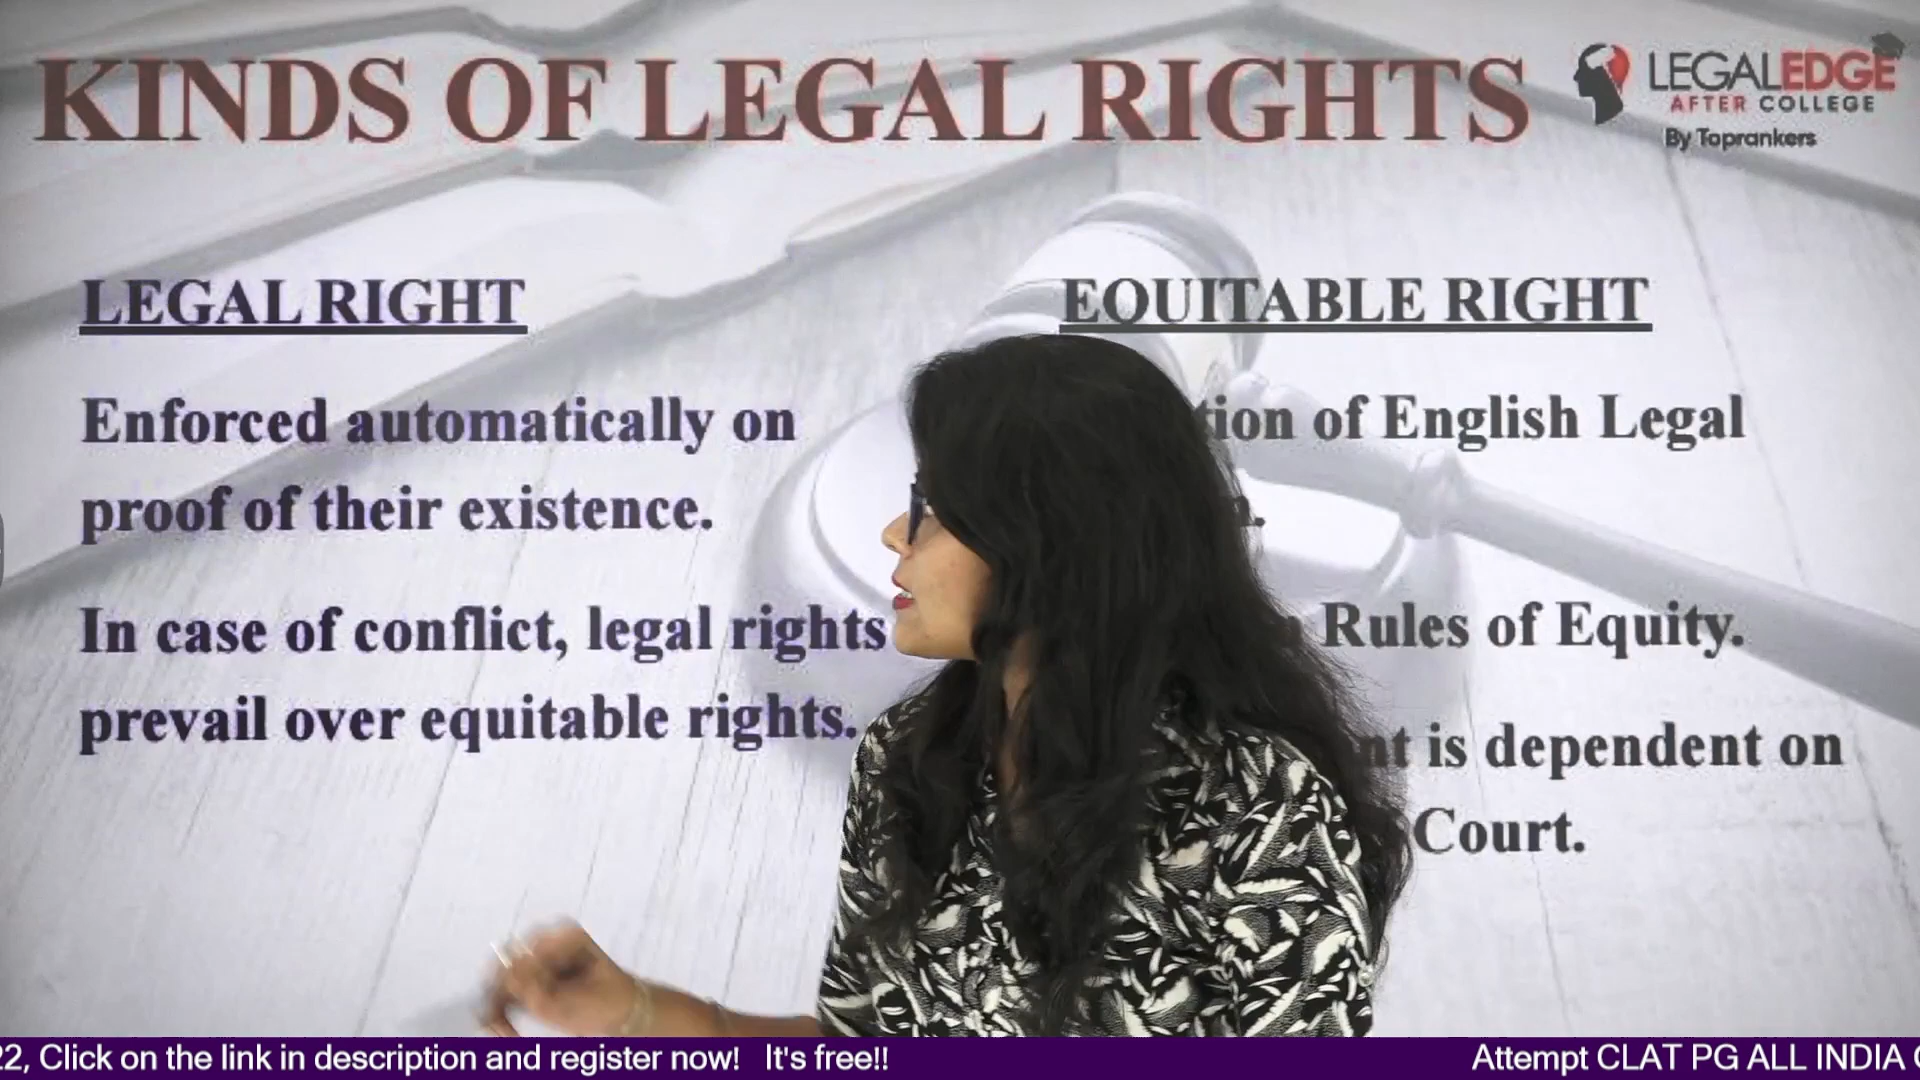 KINDS OF LEGAL RIGHTS
LEGALEDGE
AFTER COLLEGE
By Toprankers
LEGAL RIGHT
Enforced automatically on
proof of their existence.
In case of conflict, legal rights
prevail over equitable rights.
EQUITABLE RIGHT
of English Legal
Rules of Equity.
is dependent on
Court.
22, Click on the link in description and register now! It's free!!
Attempt CLAT PG ALL INDIA